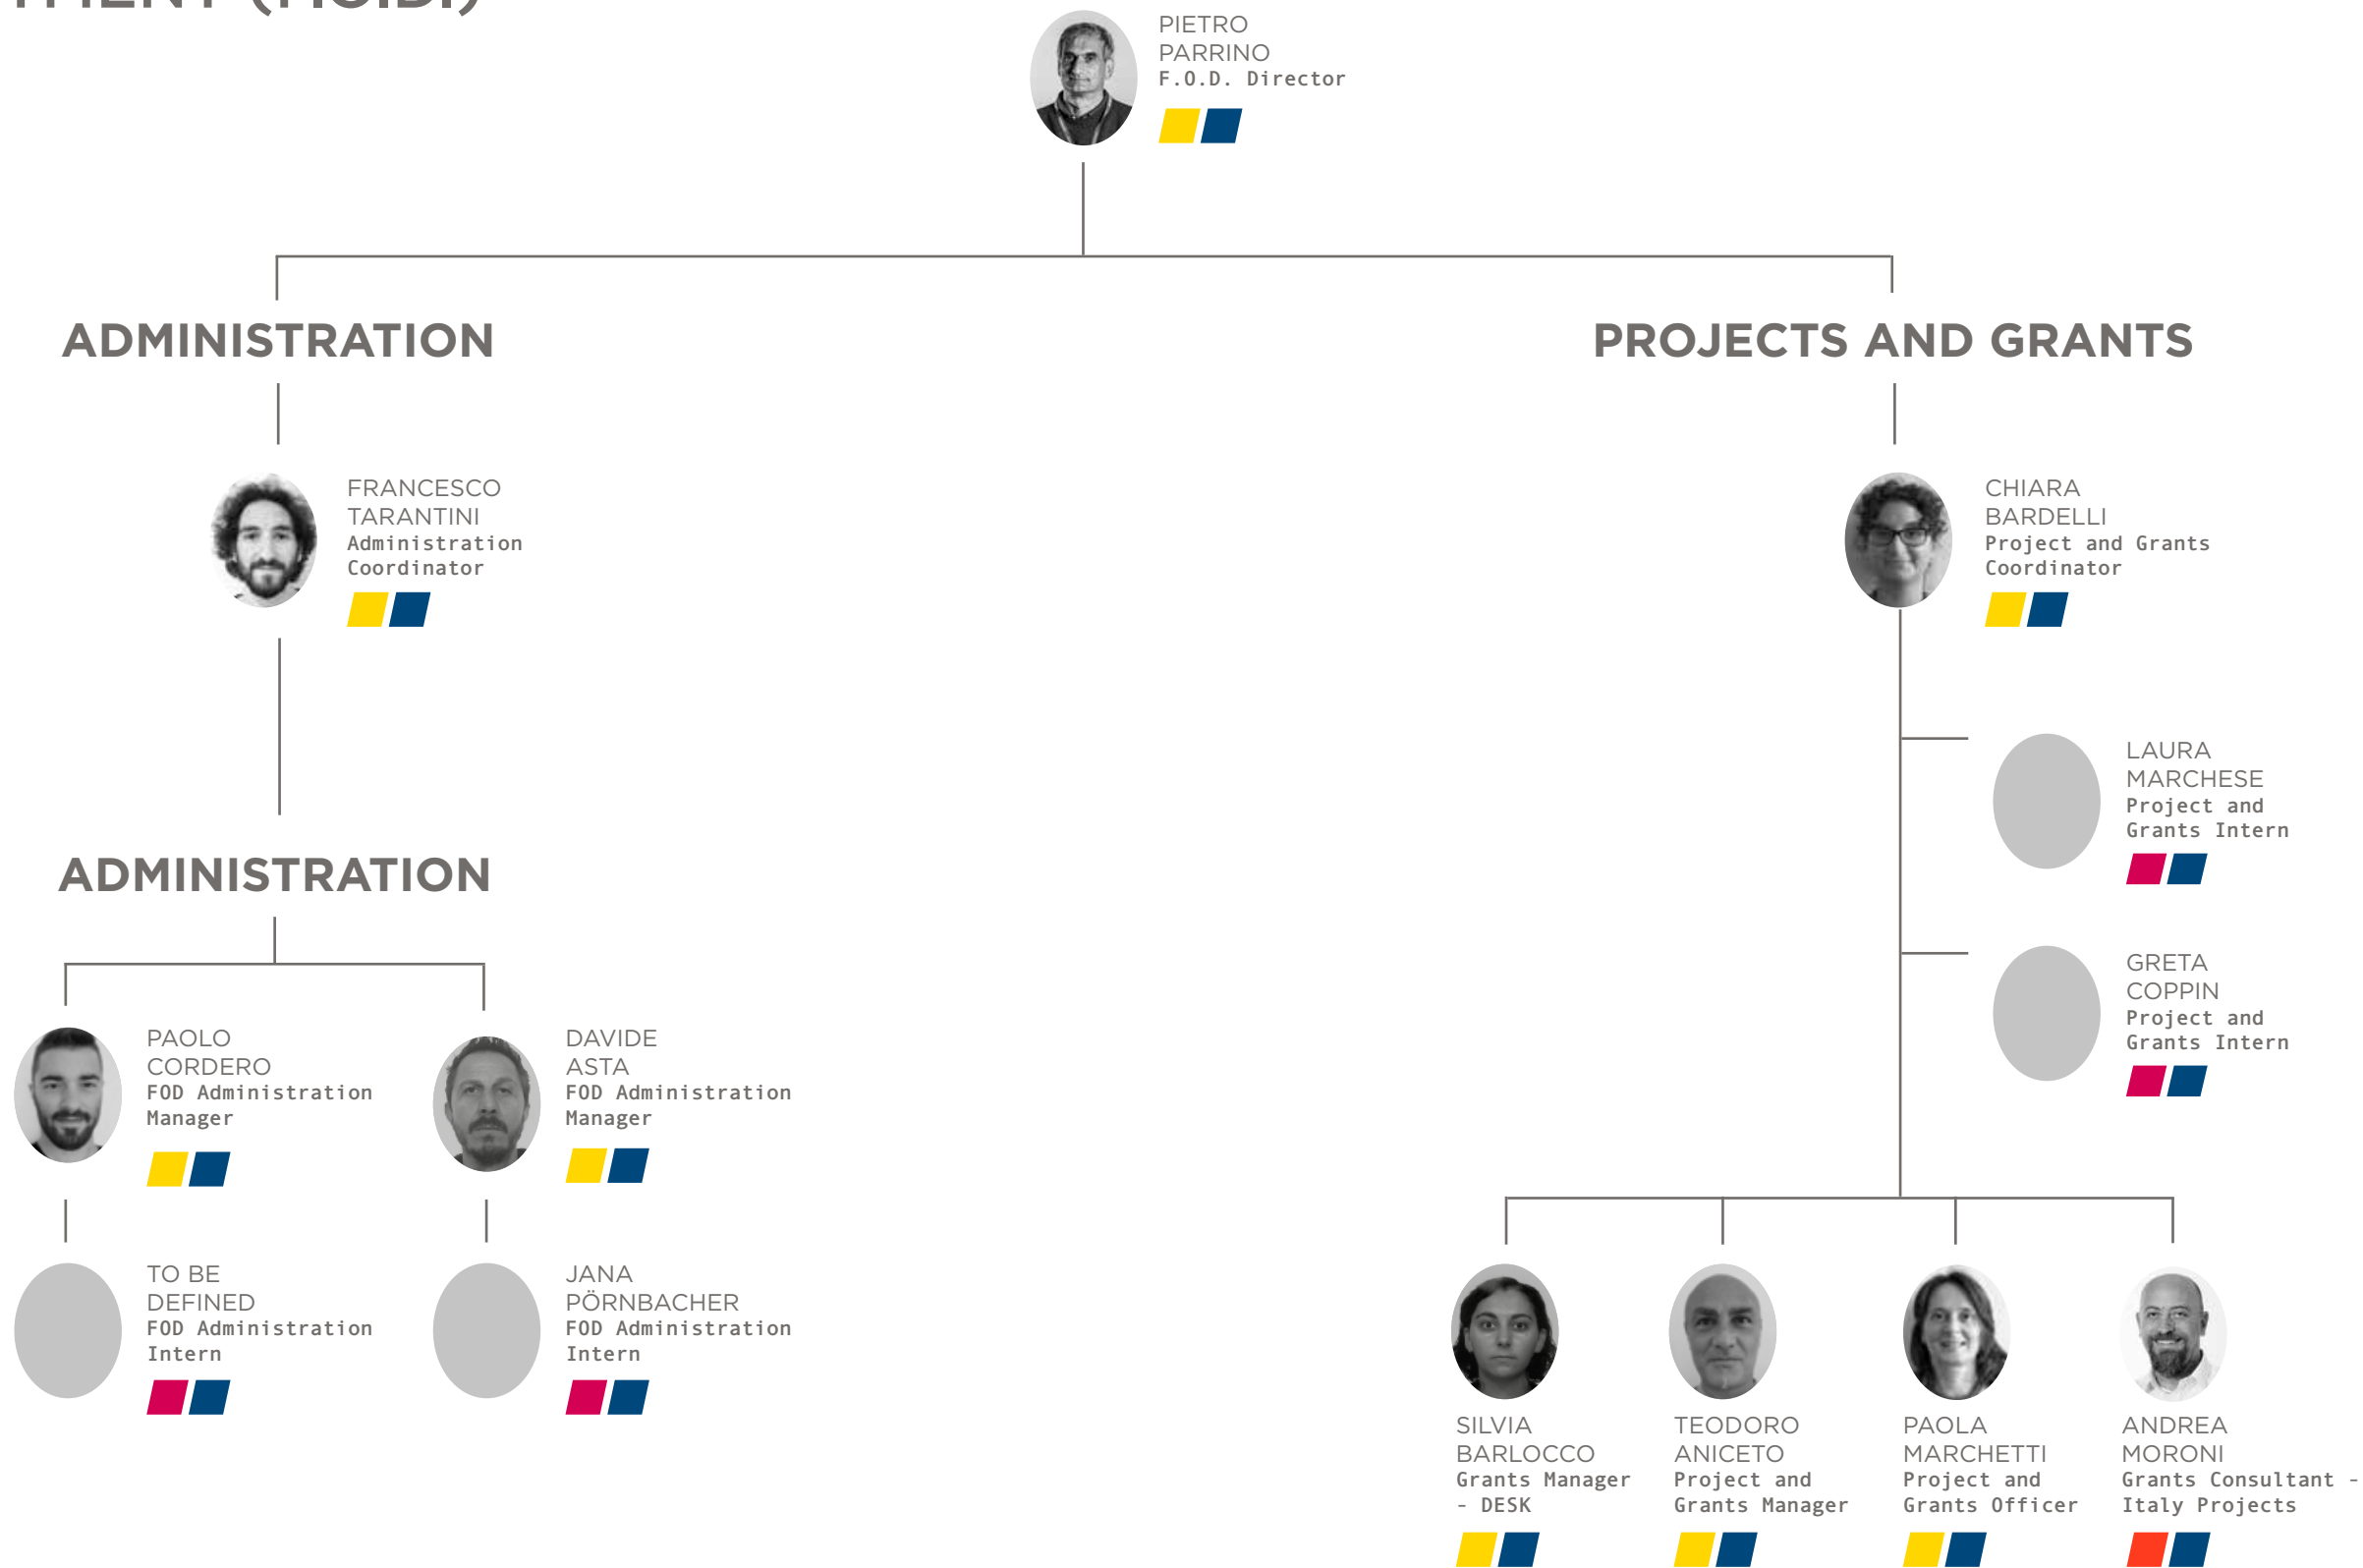 PIETRO
PARRINO
F.O.D. Director
ADMINISTRATION
PROJECTS AND GRANTS
FRANCESCO
TARANTINI
Administration
Coordinator
CHIARA
BARDELLI
Project and Grants
Coordinator
LAURA
MARCHESE
Project and
Grants Intern
ADMINISTRATION
GRETA
COPPIN
Project and
Grants Intern
PAOLO
CORDERO
FOD Administration
Manager
DAVIDE
ASTA
FOD Administration
Manager
TO BE
DEFINED
FOD Administration
Intern
JANA
PÖRNBACHER
FOD Administration
Intern
SILVIA
BARLOCCO
Grants Manager
- DESK
TEODORO
ANICETO
Project and
Grants Manager
PAOLA
MARCHETTI
Project and
Grants Officer
ANDREA
MORONI
Grants Consultant -
Italy Projects